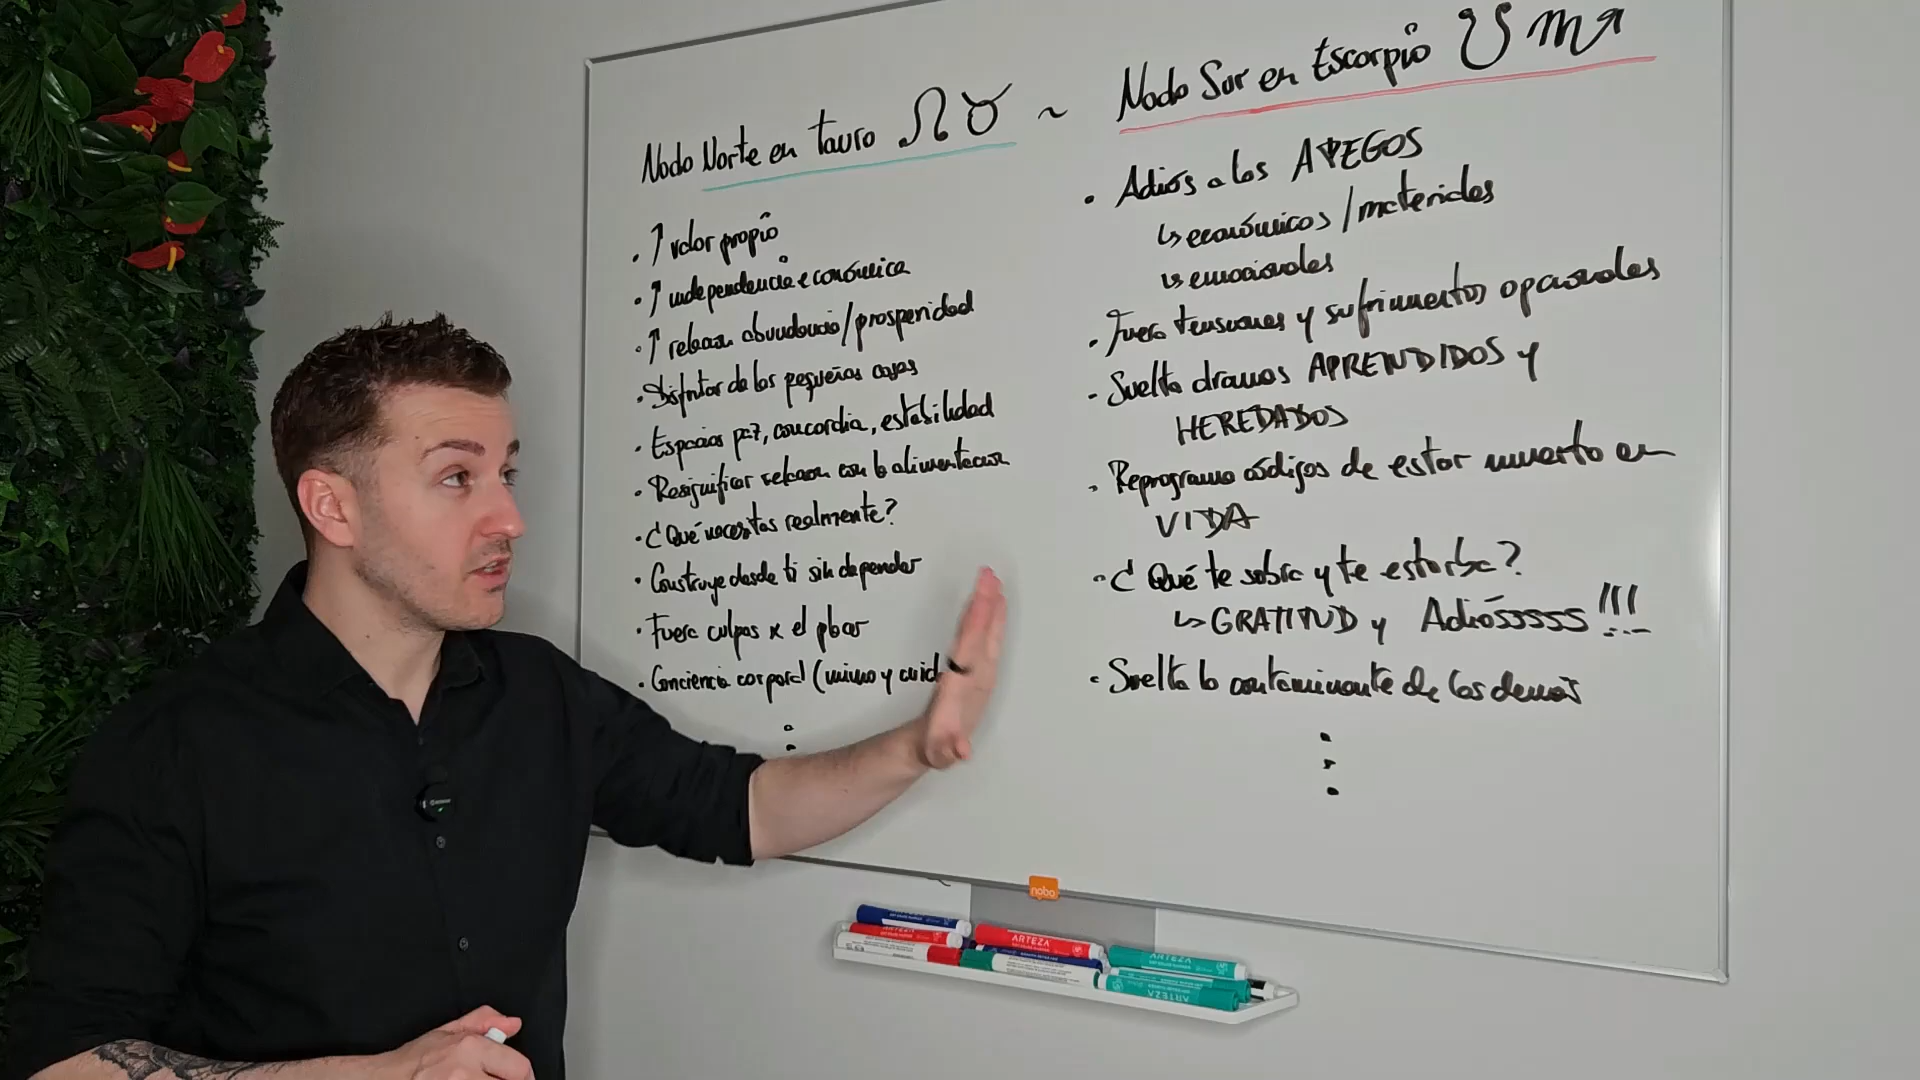 Nodo Norte en Tauro ☊ ♉ ~
· ↑ valor propio
· ↑ independencia económica
· ↑ relación abundancia/prosperidad
· Disfrutar de las pequeñas cosas
· Espacios paz, concordia, estabilidad
· Resignificar relación con la alimentación
· ¿Qué necesitas realmente?
· Construye desde ti sin depender
· Fuera culpas x el placer
· Conciencia corporal (mimo y cuid
Nodo Sur en Escorpio ☋ ♏
· Adiós a los APEGOS
↳ económicos/materiales
↳ emocionales
· Fuera tensiones y sufrimientos opcionales
- Suelta dramas APRENDIDOS y
HEREDADOS
· Reprograma códigos de estar muerto en
VIDA
· ¿Qué te sobra y te estorba?
↳ GRATITUD y Adiósssss!!!
· Suelta lo contaminante de los demás
nobo
ARTEZA
ARTEZA
ARTEZA